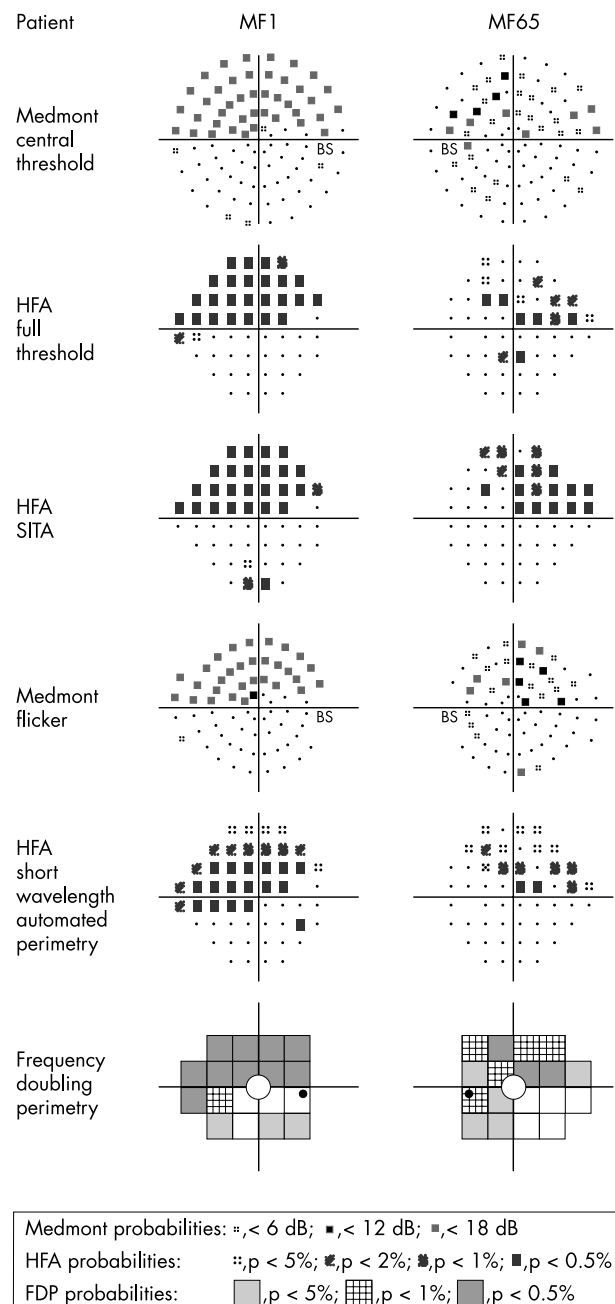 Patient MF1 MF65
Medmont
central
threshold
BS BS
HFA
full
threshold
HFA
SITA
Medmont
flicker
BS BS
HFA
short
wavelength
automated
perimetry
Frequency
doubling
perimetry
Medmont probabilities: ,< 6 dB; ,< 12 dB; ,< 18 dB
HFA probabilities: ,p < 5%; ,p < 2%; ,p < 1%; ,p < 0.5%
FDP probabilities: ,p < 5%; ,p < 1%; ,p < 0.5%